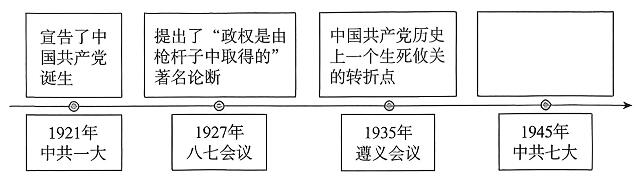 宣告了中
国共产党
诞生
提出了“政权是由
枪杆子中取得的”
著名论断
中国共产党历史
上一个生死攸关
的转折点
1921年
中共一大
1927年
八七会议
1935年
遵义会议
1945年
中共七大